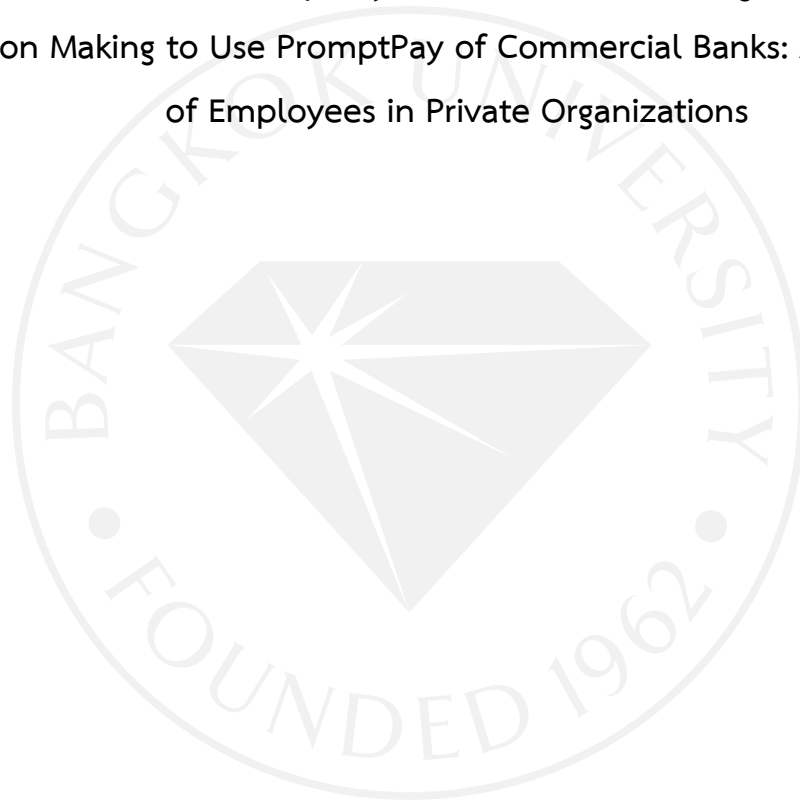 on Making to Use PromptPay of Commercial Banks:
of Employees in Private Organizations
BANGKOK UNIVERSITY
FOUNDED 1962